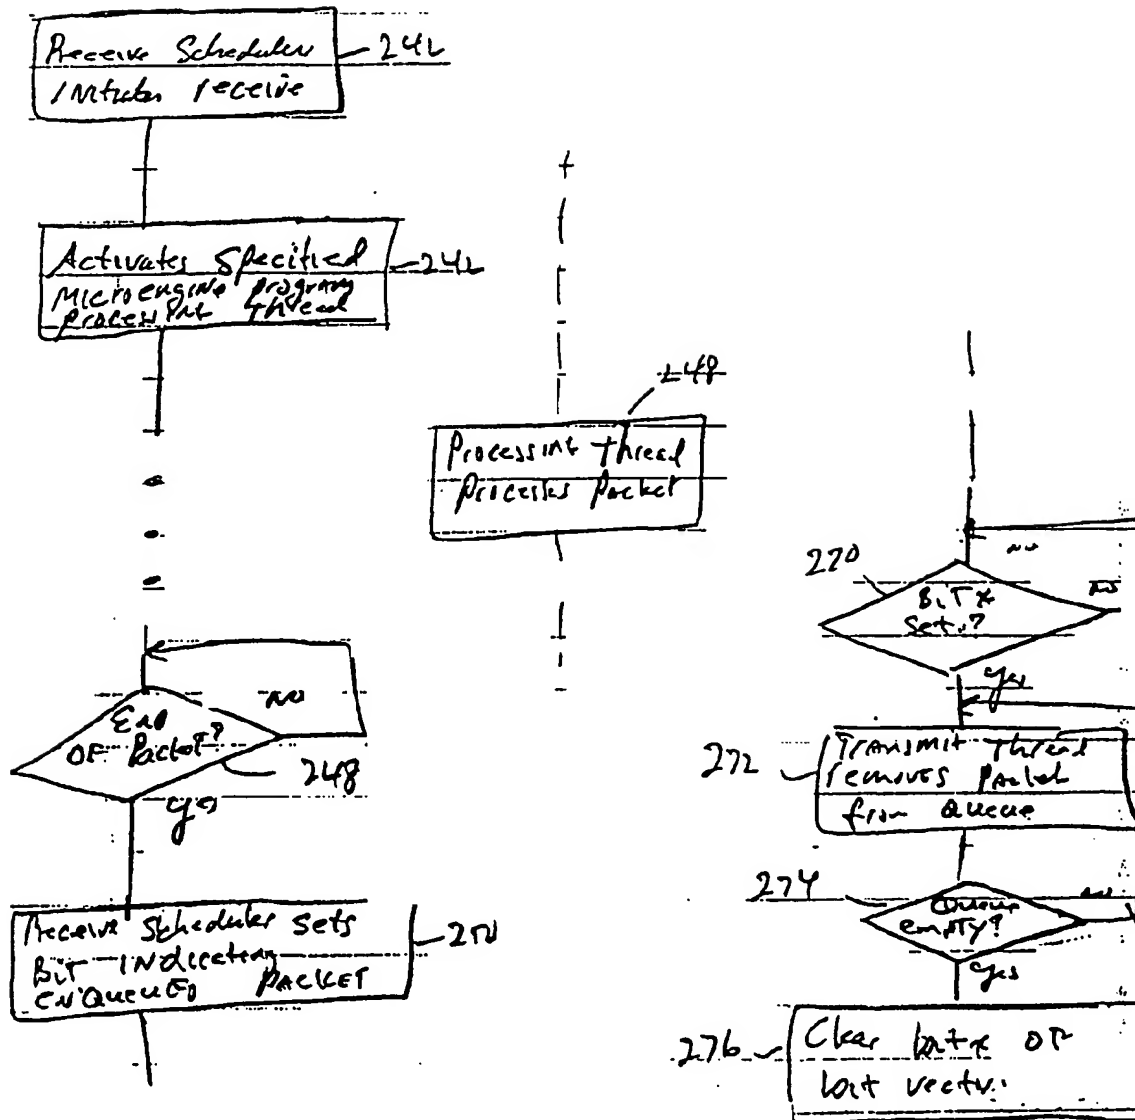 Receive Scheduler
Initiates receive
242
Activates Specified
Microengine program
processing thread
242
248
Processing thread
processes packet
End
OF Packet?
NO
248
yes
Receive Scheduler Sets
Bit indicating
ENQUEUED PACKET
250
NO
270
BiT x
Set?
NO
yes
272
Transmit thread
removes packet
from Queue
274
Queue
empty?
NO
yes
276
Clear bit x OF
bit vector